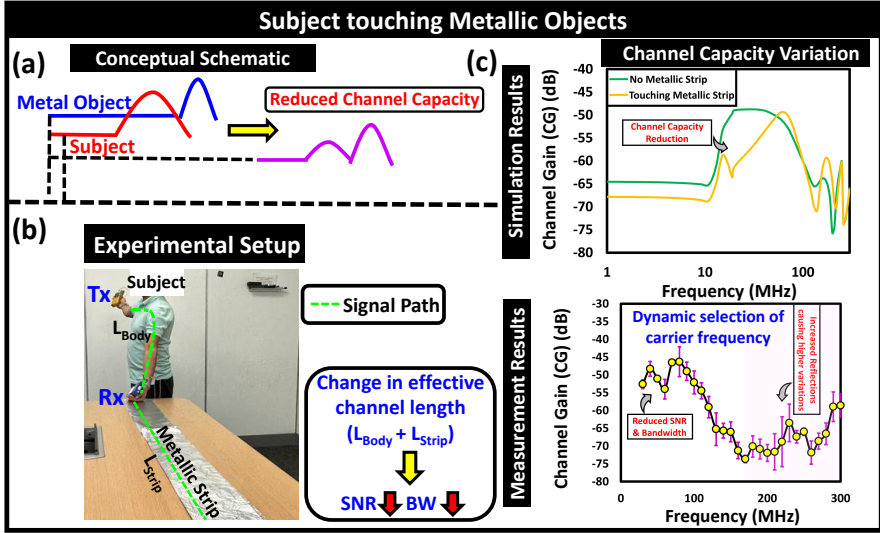 Subject touching Metallic Objects
(a)
Conceptual Schematic
Metal Object
Subject
Reduced Channel Capacity
(b)
Experimental Setup
Tx
Subject
L_Body
Rx
Metallic Strip
L_Strip
Signal Path
Change in effective
channel length
(L_Body + L_Strip)
SNR BW
(c)
Simulation Results
Channel Capacity Variation
Channel Gain (CG) (dB)
-40
-45
-50
-55
-60
-65
-70
-75
-80
No Metallic Strip
Touching Metallic Strip
Channel Capacity
Reduction
1 10 100
Frequency (MHz)
Measurement Results
Channel Gain (CG) (dB)
-30
-35
-40
-45
-50
-55
-60
-65
-70
-75
-80
Dynamic selection of
carrier frequency
Increased Reflections
causing higher variations
Reduced SNR
& Bandwidth
0 100 200 300
Frequency (MHz)